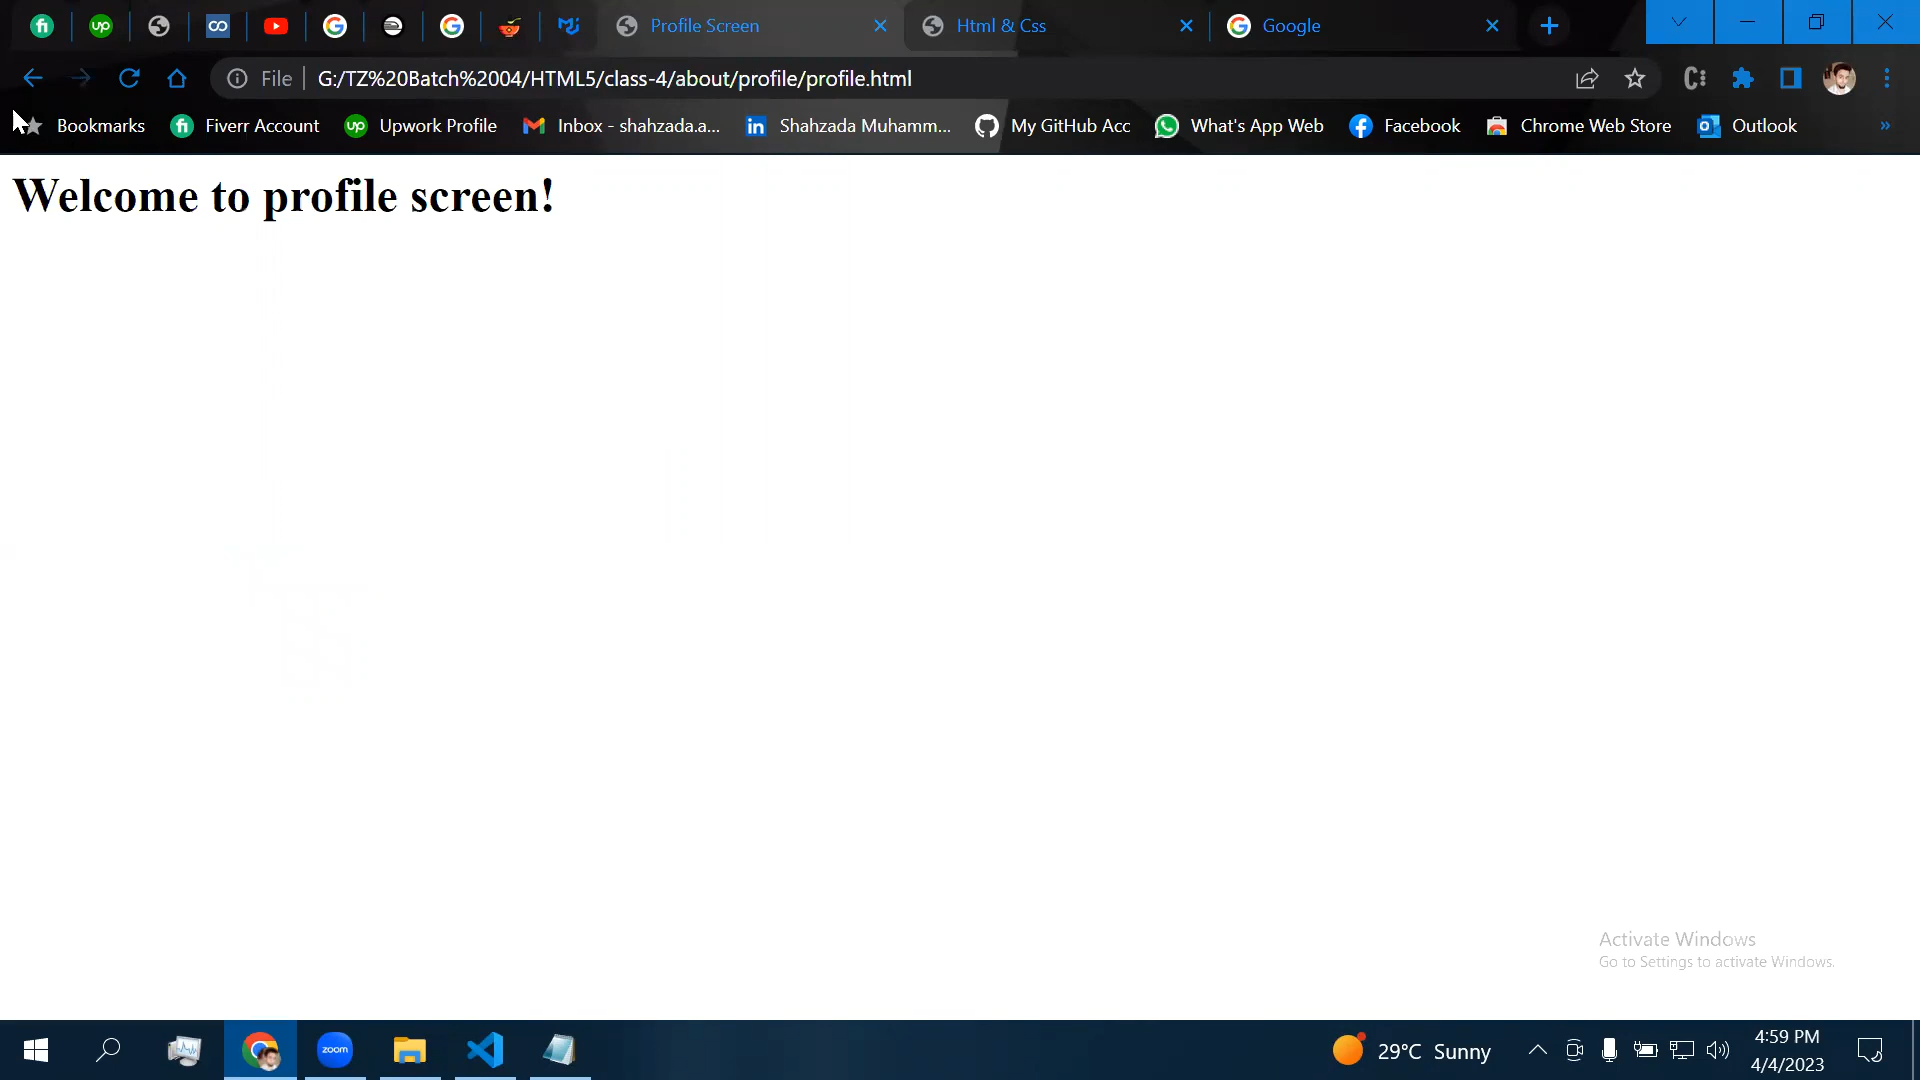 Profile Screen
Html & Css
Google
File
G:/TZ%20Batch%2004/HTML5/class-4/about/profile/profile.html
Bookmarks
Fiverr Account
Upwork Profile
Inbox - shahzada.a...
Shahzada Muhamm...
My GitHub Acc
What's App Web
Facebook
Chrome Web Store
Outlook
»
Welcome to profile screen!
Activate Windows
Go to Settings to activate Windows.
zoom
29°C Sunny
4:59 PM
4/4/2023